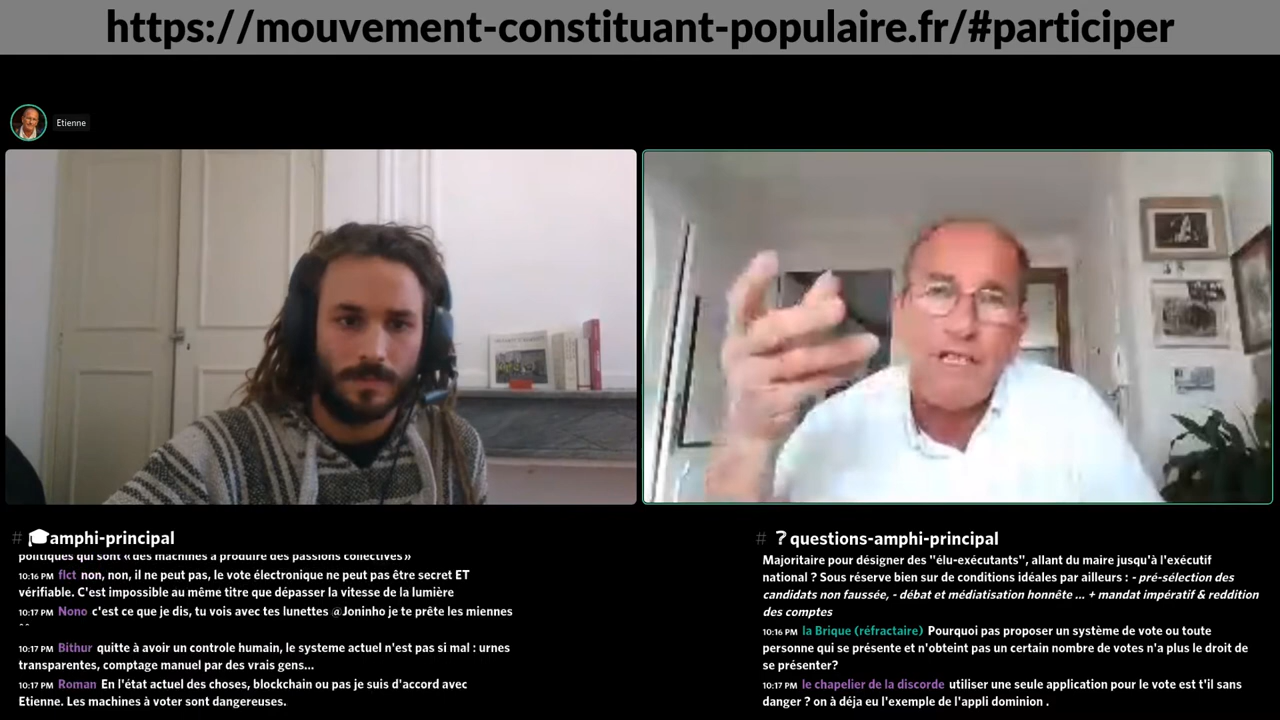 https://mouvement-constituant-populaire.fr/#participer
Etienne
# 🎓amphi-principal
politiques qui sont « des machines à produire des passions collectives »
10:16 PM flct non, non, il ne peut pas, le vote électronique ne peut pas être secret ET
vérifiable. C'est impossible au même titre que dépasser la vitesse de la lumière
10:17 PM Nono c'est ce que je dis, tu vois avec tes lunettes @Joninho je te prête les miennes
^^
10:17 PM Bithur quitte à avoir un controle humain, le systeme actuel n'est pas si mal : urnes
transparentes, comptage manuel par des vrais gens...
10:17 PM Roman En l'état actuel des choses, blockchain ou pas je suis d'accord avec
Etienne. Les machines à voter sont dangereuses.
# ❔questions-amphi-principal
Majoritaire pour désigner des "élu-exécutants", allant du maire jusqu'à l'exécutif
national ? Sous réserve bien sur de conditions idéales par ailleurs : - pré-sélection des
candidats non faussée, - débat et médiatisation honnête ... + mandat impératif & reddition
des comptes
10:16 PM la Brique (réfractaire) Pourquoi pas proposer un système de vote ou toute
personne qui se présente et n'obteint pas un certain nombre de votes n'a plus le droit de
se présenter?
10:17 PM le chapelier de la discorde utiliser une seule application pour le vote est t'il sans
danger ? on à déja eu l'exemple de l'appli dominion .